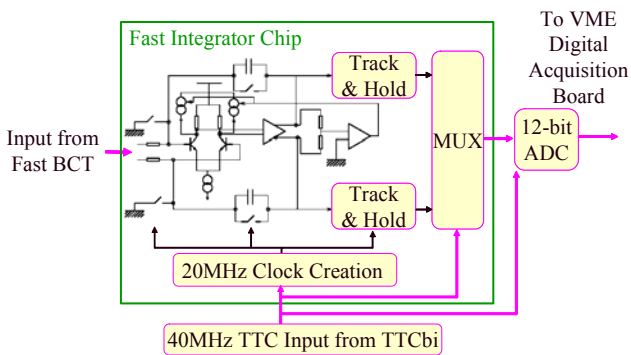 Fast Integrator Chip
To VME
Digital
Acquisition
Board
Track
& Hold
Input from
Fast BCT
MUX
12-bit
ADC
Track
& Hold
20MHz Clock Creation
40MHz TTC Input from TTCbi